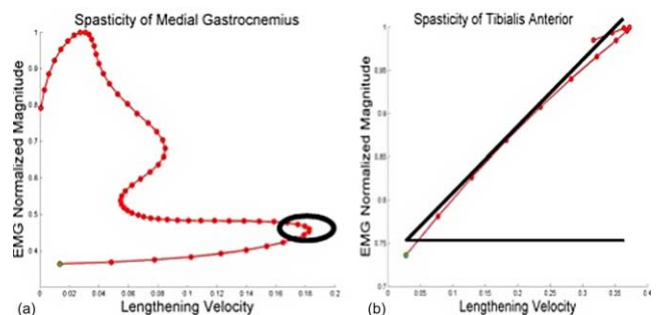 Spasticity of Medial Gastrocnemius
EMG Normalized Magnitude
1
0.9
0.8
0.7
0.6
0.5
0.4
0 0.02 0.04 0.06 0.08 0.1 0.12 0.14 0.16 0.18 0.2
(a) Lengthening Velocity
Spasticity of Tibialis Anterior
EMG Normalized Magnitude
1
0.95
0.9
0.85
0.8
0.75
0.7
0 0.05 0.1 0.15 0.2 0.25 0.3 0.35 0.4
(b) Lengthening Velocity